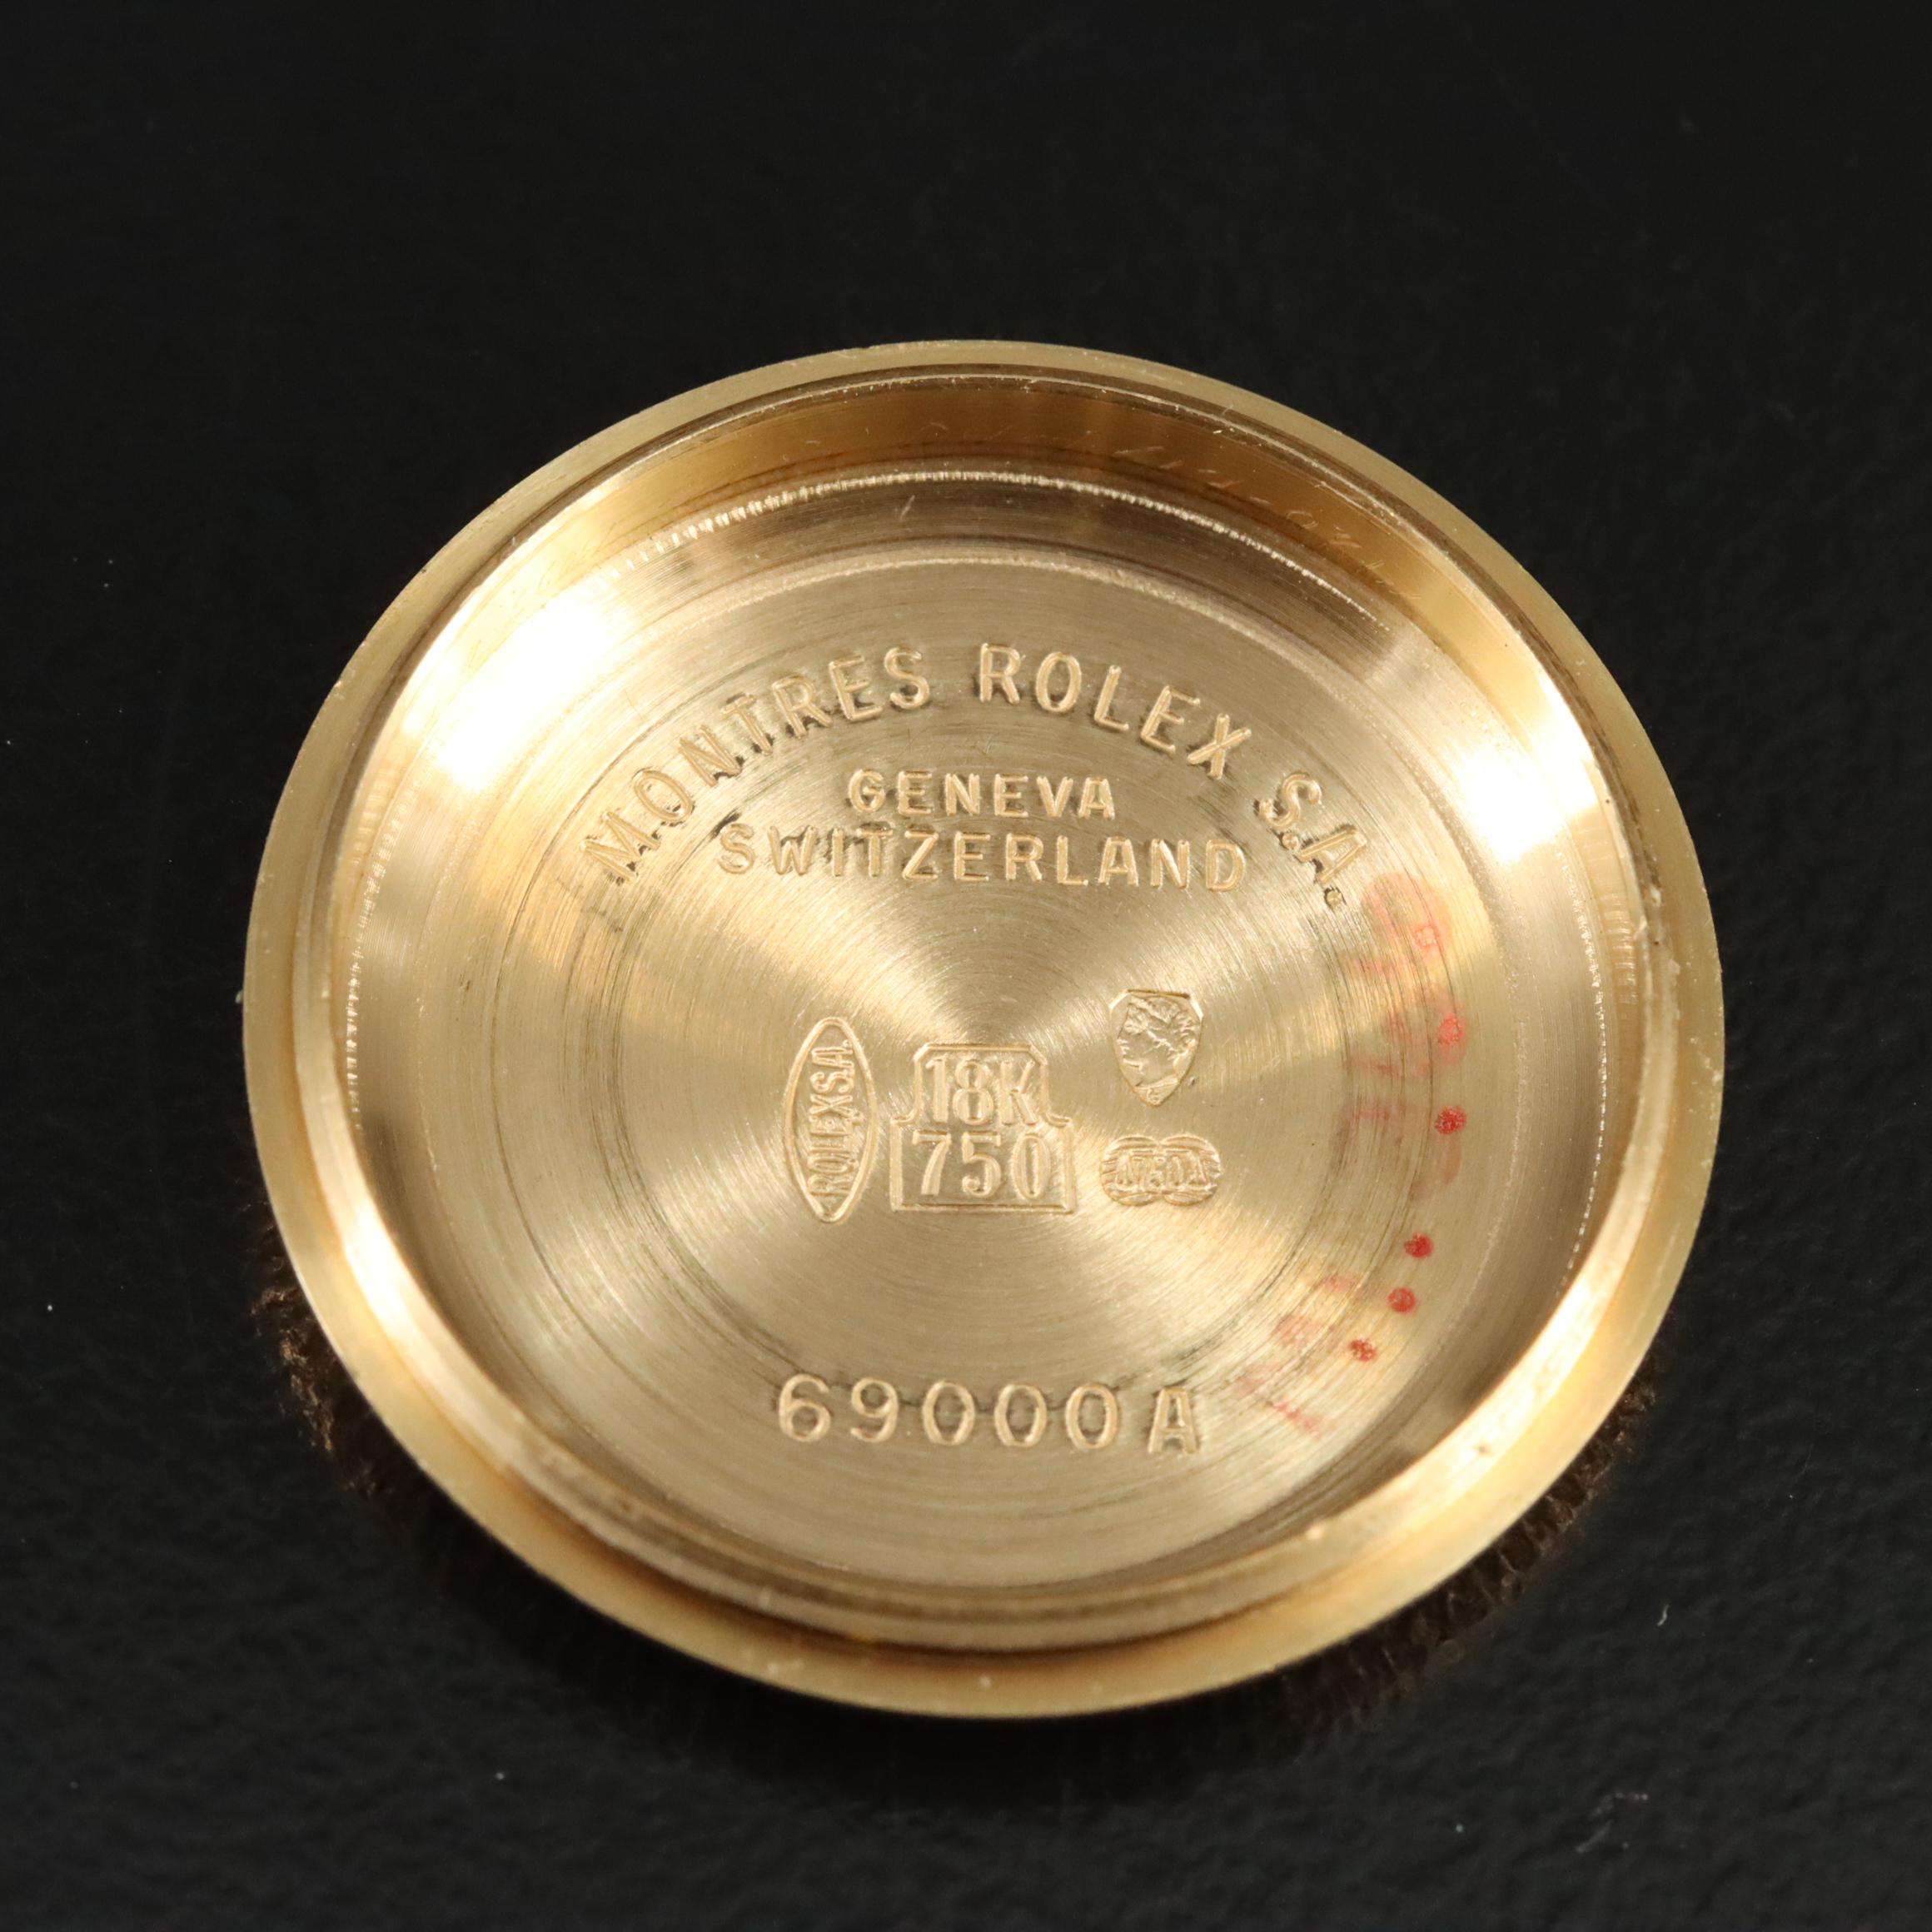 MONTRES ROLEX S.A.
GENEVA
SWITZERLAND
ROLEX S.A.
18K
750
69000A